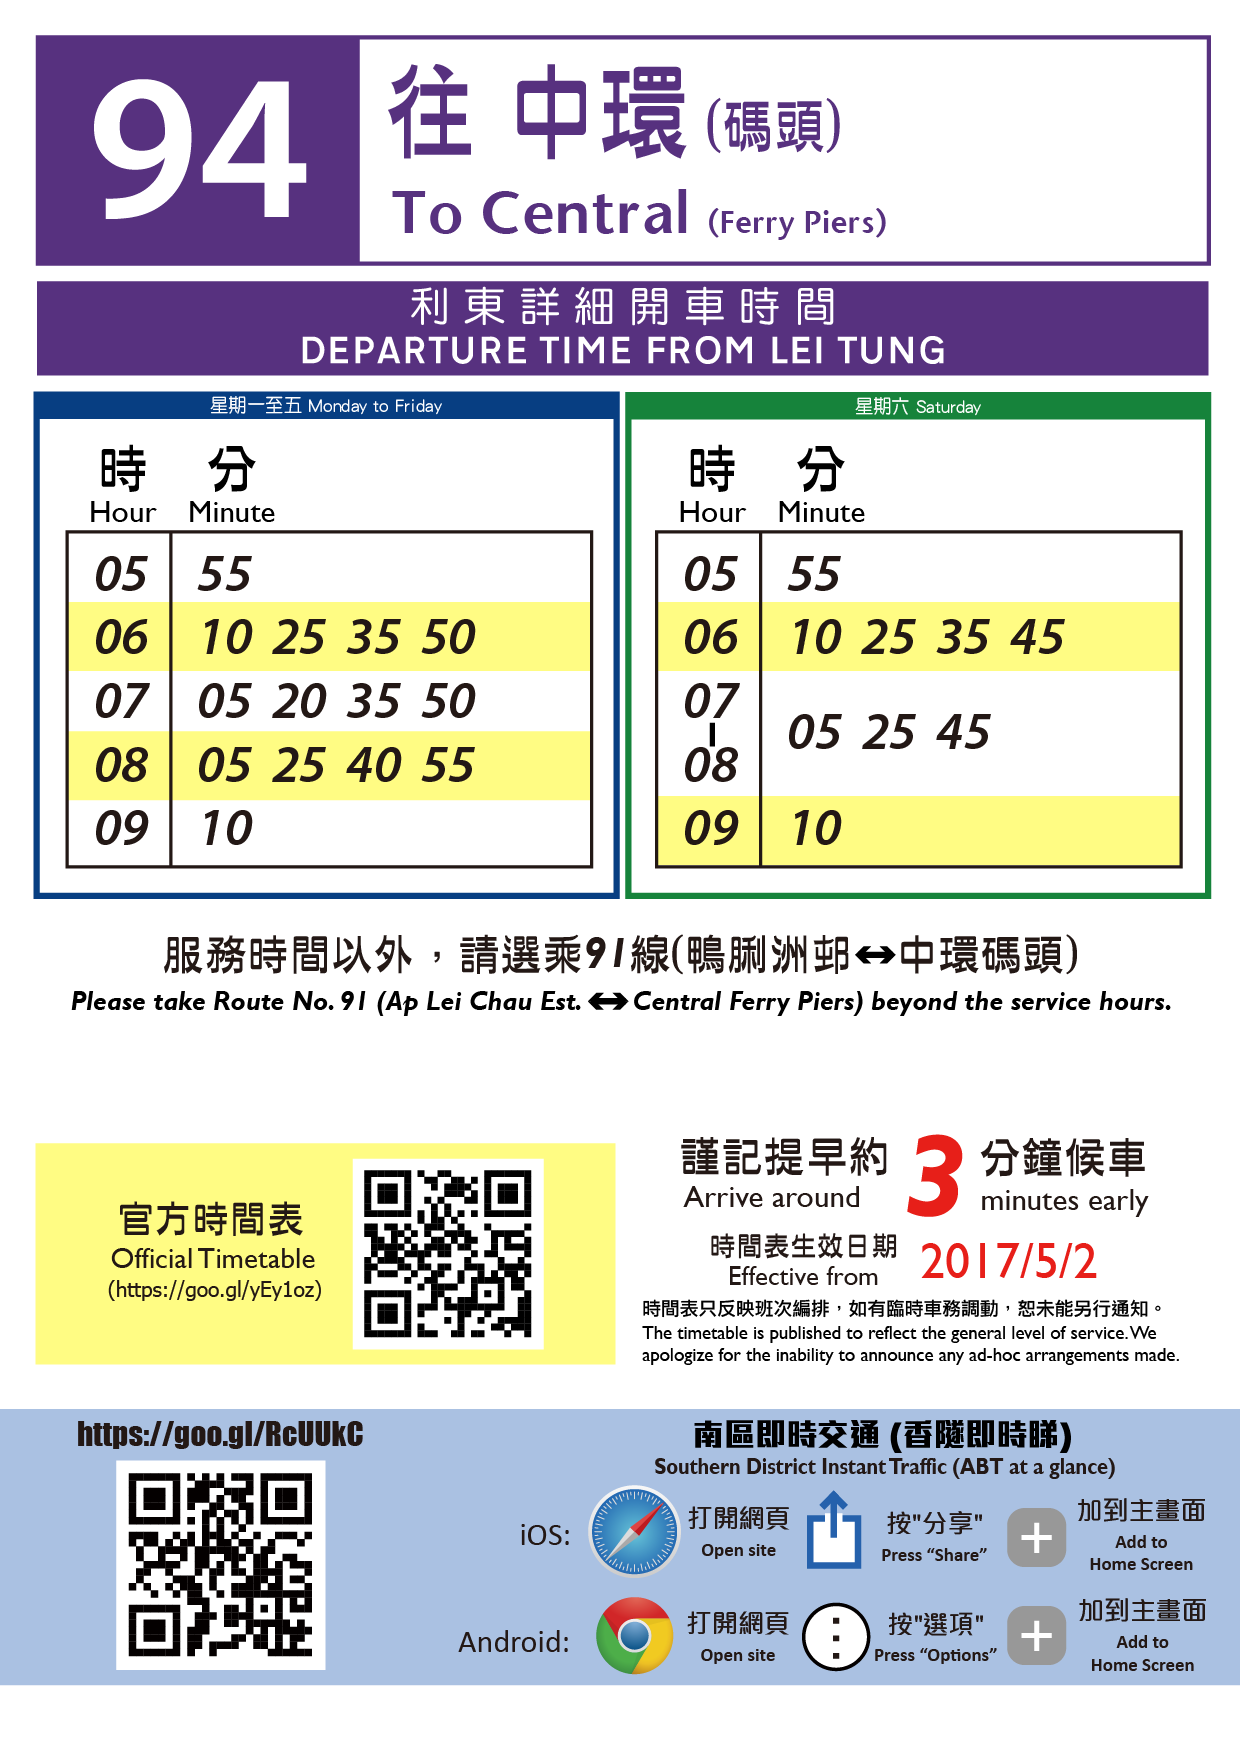 94
往 中環 (碼頭)
To Central (Ferry Piers)
利東詳細開車時間
DEPARTURE TIME FROM LEI TUNG
星期一至五 Monday to Friday
時 分
Hour Minute
05 55
06 10 25 35 50
07 05 20 35 50
08 05 25 40 55
09 10
星期六 Saturday
時 分
Hour Minute
05 55
06 10 25 35 45
07
05 25 45
08
09 10
服務時間以外，請選乘91線(鴨脷洲邨↔中環碼頭)
Please take Route No. 91 (Ap Lei Chau Est. ↔ Central Ferry Piers) beyond the service hours.
官方時間表
Official Timetable
(https://goo.gl/yEy1oz)
謹記提早約 3 分鐘候車
Arrive around minutes early
時間表生效日期
Effective from 2017/5/2
時間表只反映班次編排，如有臨時車務調動，恕未能另行通知。
The timetable is published to reflect the general level of service. We
apologize for the inability to announce any ad-hoc arrangements made.
https://goo.gl/RcUUkC
南區即時交通 (香隧即時睇)
Southern District Instant Traffic (ABT at a glance)
iOS:
打開網頁
Open site
按"分享"
Press “Share”
加到主畫面
Add to
Home Screen
Android:
打開網頁
Open site
按"選項"
Press “Options”
加到主畫面
Add to
Home Screen